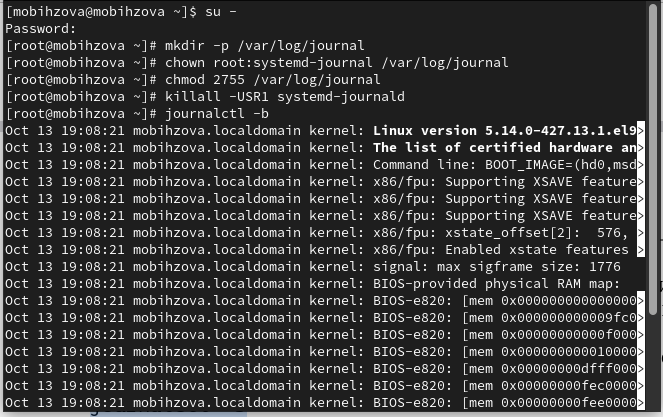 [mobihzova@mobihzova ~]$ su -
Password:
[root@mobihzova ~]# mkdir -p /var/log/journal
[root@mobihzova ~]# chown root:systemd-journal /var/log/journal
[root@mobihzova ~]# chmod 2755 /var/log/journal
[root@mobihzova ~]# killall -USR1 systemd-journald
[root@mobihzova ~]# journalctl -b
Oct 13 19:08:21 mobihzova.localdomain kernel: Linux version 5.14.0-427.13.1.el9>
Oct 13 19:08:21 mobihzova.localdomain kernel: The list of certified hardware an>
Oct 13 19:08:21 mobihzova.localdomain kernel: Command line: BOOT_IMAGE=(hd0,msd>
Oct 13 19:08:21 mobihzova.localdomain kernel: x86/fpu: Supporting XSAVE feature>
Oct 13 19:08:21 mobihzova.localdomain kernel: x86/fpu: Supporting XSAVE feature>
Oct 13 19:08:21 mobihzova.localdomain kernel: x86/fpu: Supporting XSAVE feature>
Oct 13 19:08:21 mobihzova.localdomain kernel: x86/fpu: xstate_offset[2]:  576, >
Oct 13 19:08:21 mobihzova.localdomain kernel: x86/fpu: Enabled xstate features >
Oct 13 19:08:21 mobihzova.localdomain kernel: signal: max sigframe size: 1776
Oct 13 19:08:21 mobihzova.localdomain kernel: BIOS-provided physical RAM map:
Oct 13 19:08:21 mobihzova.localdomain kernel: BIOS-e820: [mem 0x000000000000000>
Oct 13 19:08:21 mobihzova.localdomain kernel: BIOS-e820: [mem 0x000000000009fc0>
Oct 13 19:08:21 mobihzova.localdomain kernel: BIOS-e820: [mem 0x00000000000f000>
Oct 13 19:08:21 mobihzova.localdomain kernel: BIOS-e820: [mem 0x000000000010000>
Oct 13 19:08:21 mobihzova.localdomain kernel: BIOS-e820: [mem 0x00000000dfff000>
Oct 13 19:08:21 mobihzova.localdomain kernel: BIOS-e820: [mem 0x00000000fec0000>
Oct 13 19:08:21 mobihzova.localdomain kernel: BIOS-e820: [mem 0x00000000fee0000>